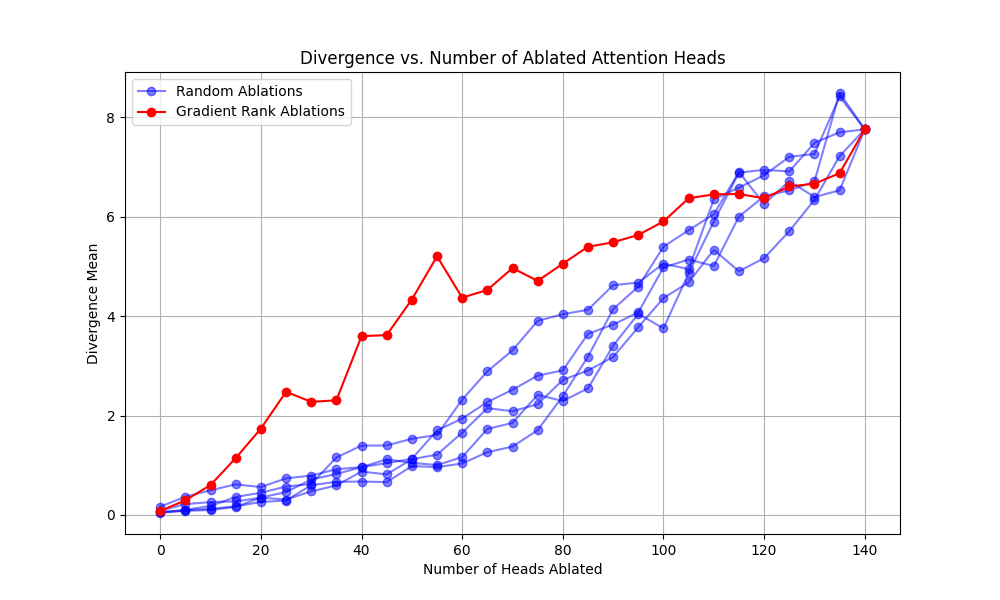 Divergence vs. Number of Ablated Attention Heads
Random Ablations
Gradient Rank Ablations
Divergence Mean
8
6
4
2
0
0 20 40 60 80 100 120 140
Number of Heads Ablated